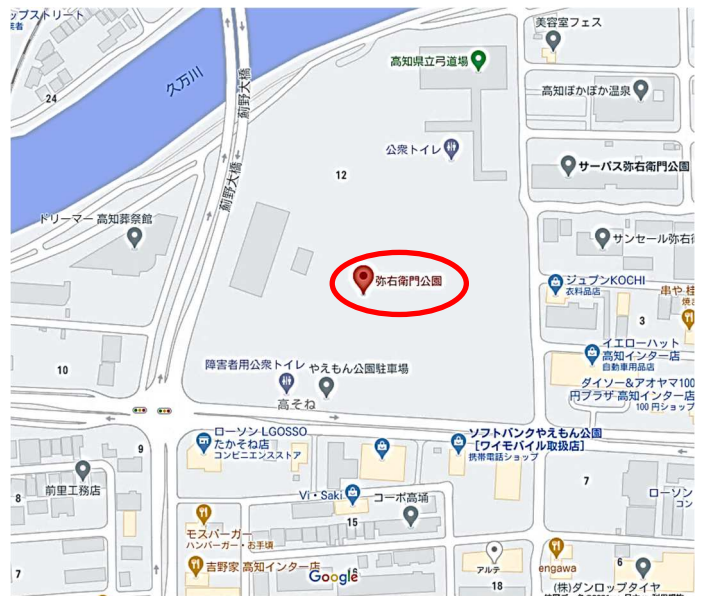 ップストリート
美容室フェス
高知県立弓道場
久万川
薊野大橋
24
高知ぽかぽか温泉
公衆トイレ
12
サーパス弥右衛門公園
薊野大橋
ドリーマー 高知葬祭館
サンセール弥右
弥右衛門公園
ジュブンKOCHI
衣料品店
串や 桂
3
イエローハット
高知インター店
自動車用品店
10
障害者用公衆トイレ
やえもん公園駐車場
ダイソー&アオヤマ100
円プラザ 高知インター店
100 円ショップ
高そね
ローソン LGOSSO
たかそね店
コンビニエンスストア
ソフトバンクやえもん公園
[ワイモバイル取扱店]
携帯電話ショップ
9
前里工務店
8
7
ローソン
コン
Vi・Saki
コーポ高埇
15
モスバーガー
ハンバーガー・お手頃
吉野家 高知インター店
Google
アルテ
18
engawa
6
7
(株)ダンロップタイヤ